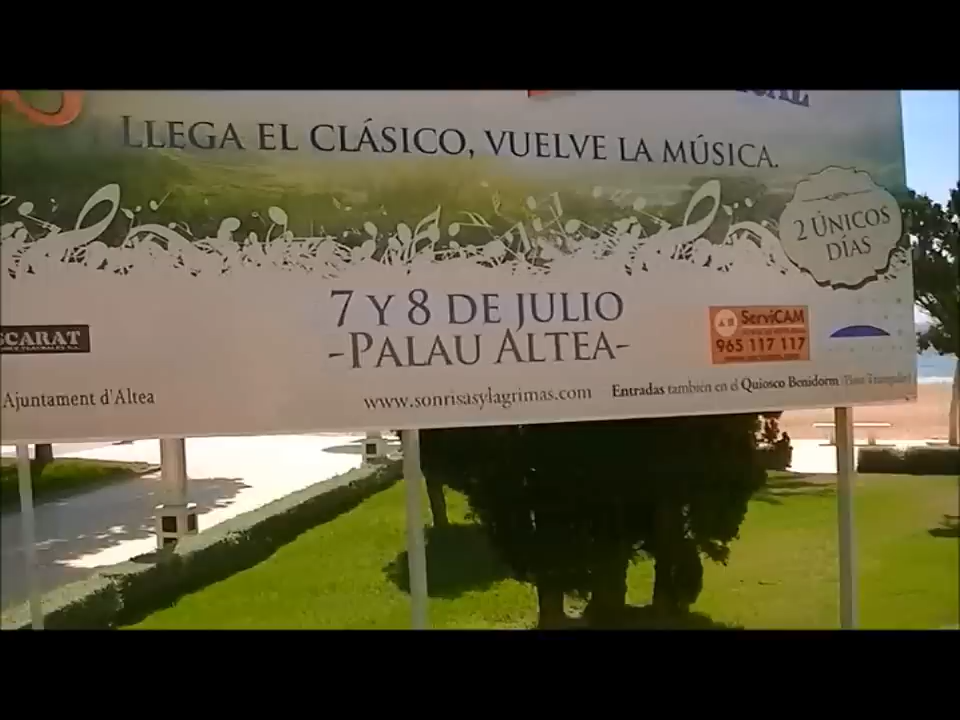 LLEGA EL CLÁSICO, VUELVE LA MÚSICA.
2 ÚNICOS
DÍAS
7 Y 8 DE JULIO
-PALAU ALTEA-
SCARAT
ServiCAM
965 117 117
Ajuntament d'Altea
www.sonrisasylagrimas.com
Entradas también en el Quiosco Benidorm